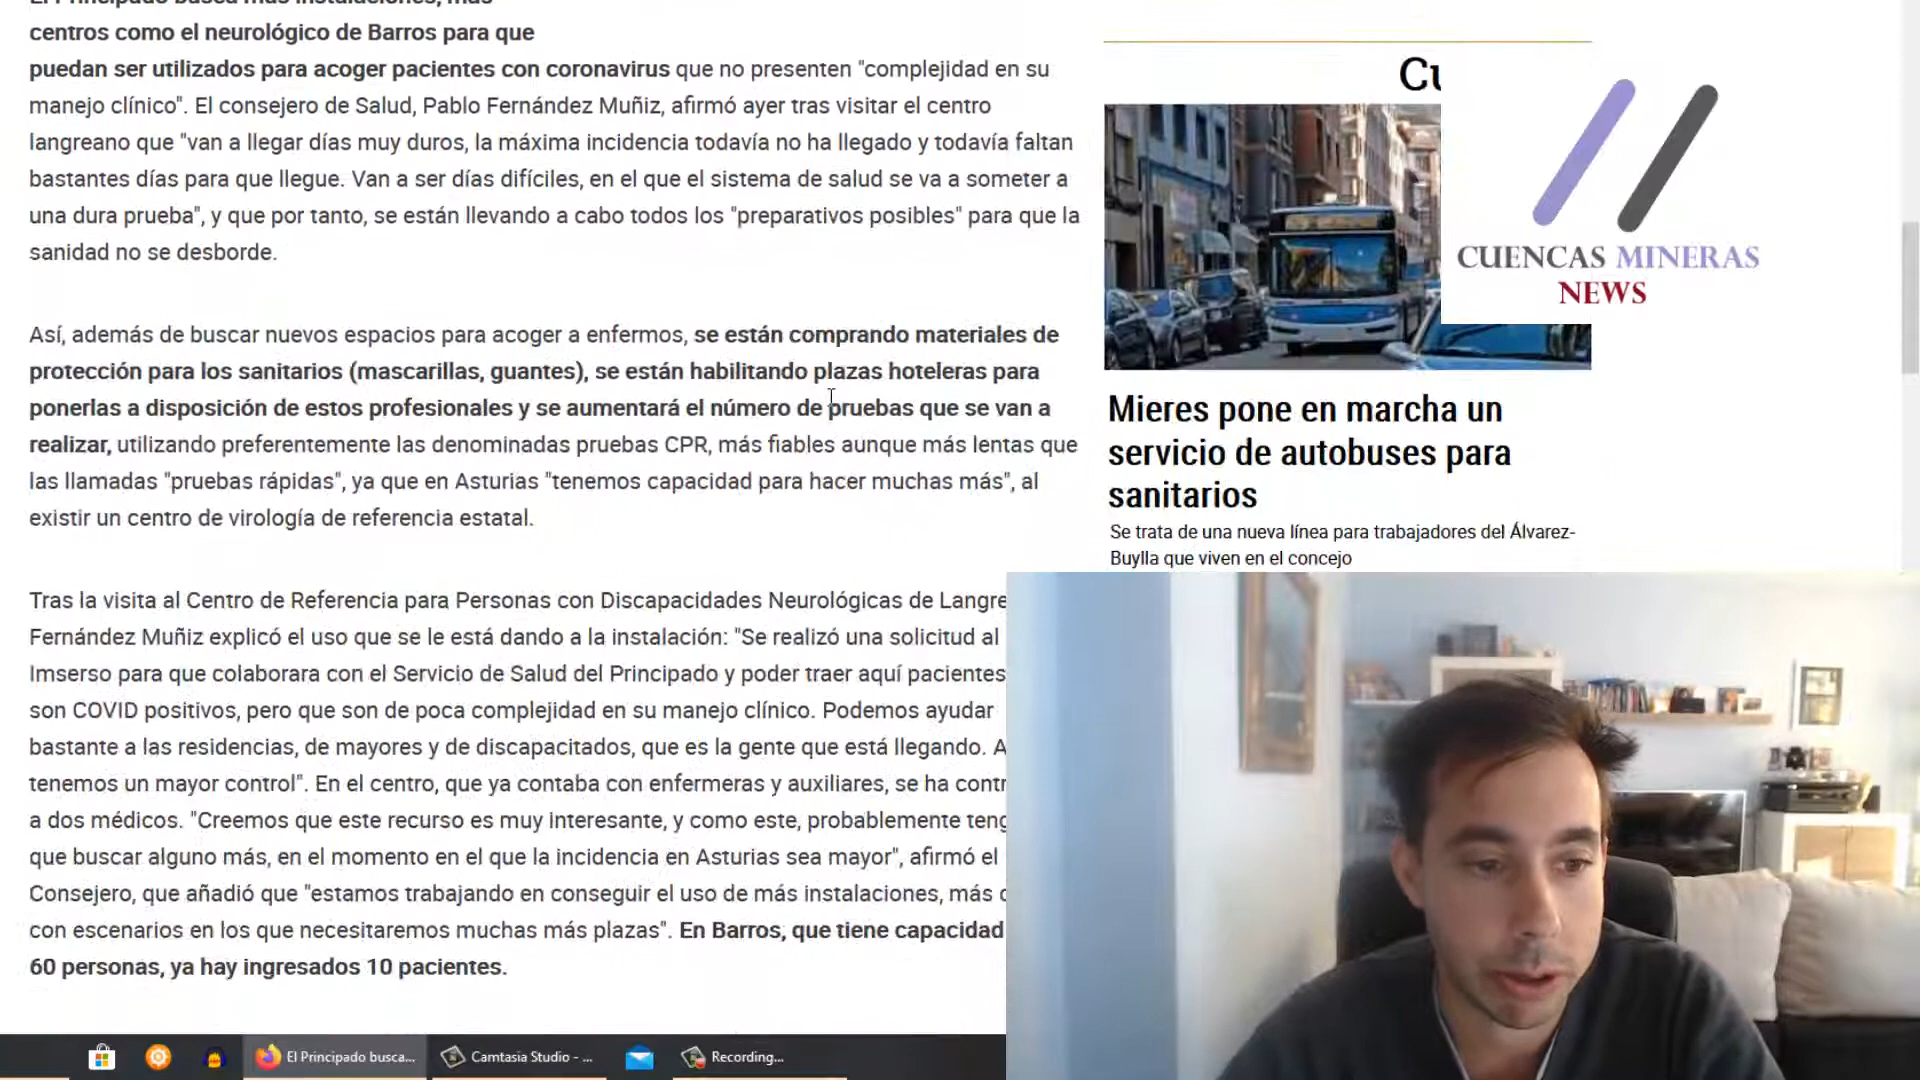 centros como el neurológico de Barros para que
puedan ser utilizados para acoger pacientes con coronavirus que no presenten "complejidad en su
manejo clínico". El consejero de Salud, Pablo Fernández Muñiz, afirmó ayer tras visitar el centro
langreano que "van a llegar días muy duros, la máxima incidencia todavía no ha llegado y todavía faltan
bastantes días para que llegue. Van a ser días difíciles, en el que el sistema de salud se va a someter a
una dura prueba", y que por tanto, se están llevando a cabo todos los "preparativos posibles" para que la
sanidad no se desborde.
Así, además de buscar nuevos espacios para acoger a enfermos, se están comprando materiales de
protección para los sanitarios (mascarillas, guantes), se están habilitando plazas hoteleras para
ponerlas a disposición de estos profesionales y se aumentará el número de pruebas que se van a
realizar, utilizando preferentemente las denominadas pruebas CPR, más fiables aunque más lentas que
las llamadas "pruebas rápidas", ya que en Asturias "tenemos capacidad para hacer muchas más", al
existir un centro de virología de referencia estatal.
Tras la visita al Centro de Referencia para Personas con Discapacidades Neurológicas de Langre
Fernández Muñiz explicó el uso que se le está dando a la instalación: "Se realizó una solicitud al
Imserso para que colaborara con el Servicio de Salud del Principado y poder traer aquí pacientes
son COVID positivos, pero que son de poca complejidad en su manejo clínico. Podemos ayudar
bastante a las residencias, de mayores y de discapacitados, que es la gente que está llegando. A
tenemos un mayor control". En el centro, que ya contaba con enfermeras y auxiliares, se ha contr
a dos médicos. "Creemos que este recurso es muy interesante, y como este, probablemente teng
que buscar alguno más, en el momento en el que la incidencia en Asturias sea mayor", afirmó el
Consejero, que añadió que "estamos trabajando en conseguir el uso de más instalaciones, más
con escenarios en los que necesitaremos muchas más plazas". En Barros, que tiene capacidad
60 personas, ya hay ingresados 10 pacientes.
Cu
CUENCAS MINERAS
NEWS
Mieres pone en marcha un
servicio de autobuses para
sanitarios
Se trata de una nueva línea para trabajadores del Álvarez-
Buylla que viven en el concejo
El Principado busca...
Camtasia Studio - ...
Recording...